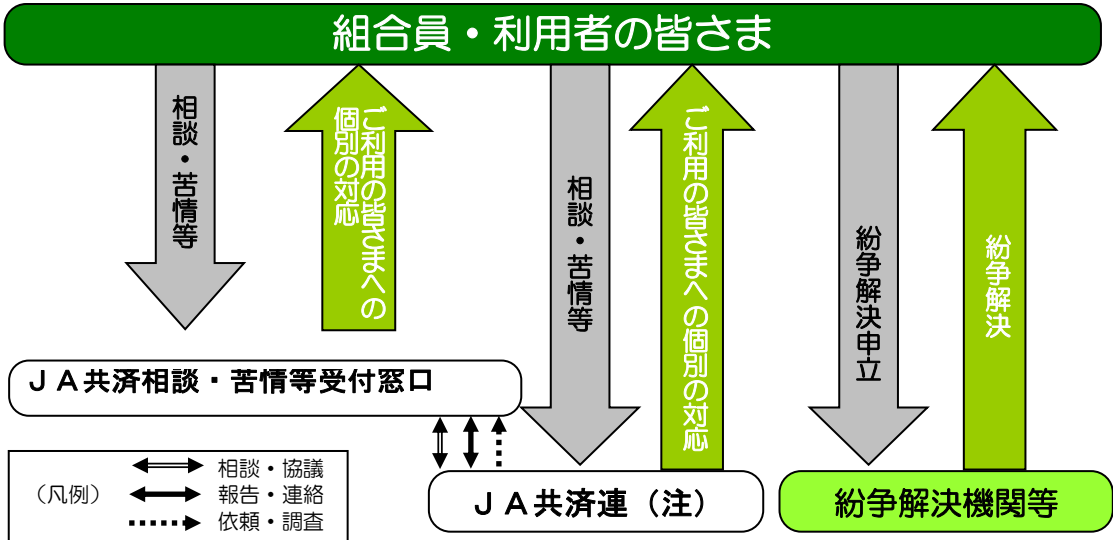 組合員・利用者の皆さま
相談・苦情等
ご利用の皆さまへの
個別の対応
相談・苦情等
ご利用の皆さまへの個別の対応
紛争解決申立
紛争解決
ＪＡ共済相談・苦情等受付窓口
（凡例）
相談・協議
報告・連絡
依頼・調査
ＪＡ共済連（注）
紛争解決機関等